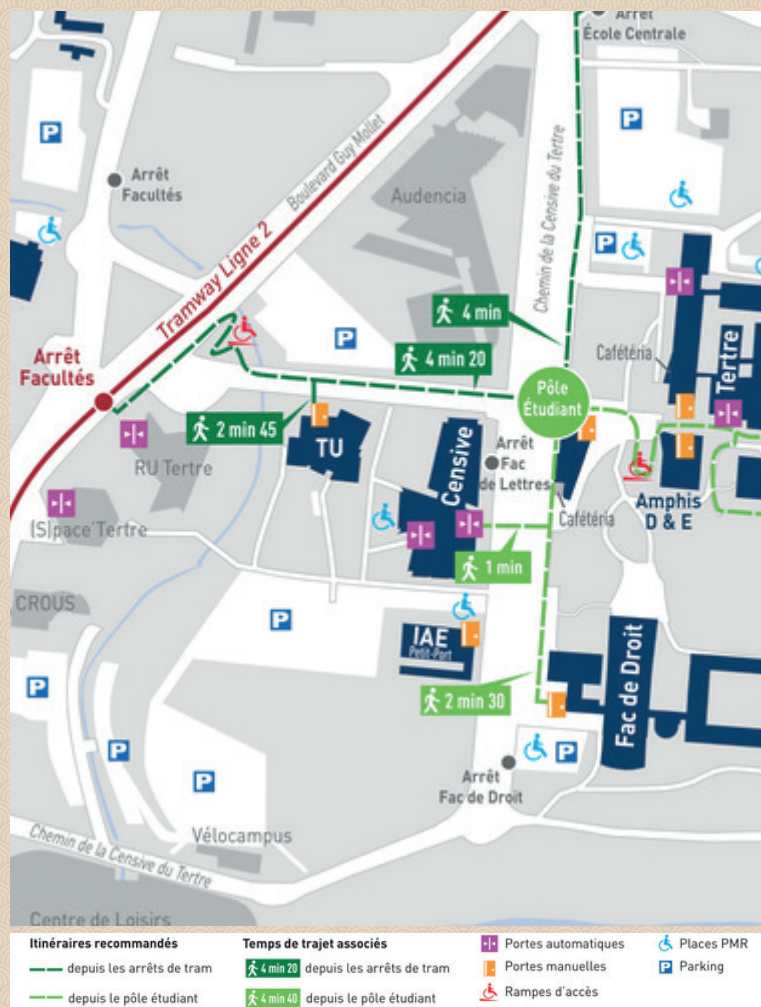 Arrêt
École Centrale
P
P
Arrêt
Facultés
Boulevard Guy Mollet
Audencia
Chemin de la Censive du Tertre
P
Tramway Ligne 2
4 min
P
4 min 20
Cafétéria
Tertre
Arrêt
Facultés
Pôle
Étudiant
2 min 45
TU
RU Tertre
Censive
Arrêt
Fac
de Lettres
Cafétéria
Amphis
D & E
(S)pace'Tertre
1 min
CROUS
P
IAE
Petit-Port
P
2 min 30
Fac de Droit
P
P
P
Arrêt
Fac de Droit
Vélocampus
Chemin de la Censive du Tertre
Centre de Loisirs
Itinéraires recommandés
depuis les arrêts de tram
depuis le pôle étudiant
Temps de trajet associés
4 min 20 depuis les arrêts de tram
4 min 40 depuis le pôle étudiant
Portes automatiques
Portes manuelles
Rampes d'accès
Places PMR
P Parking